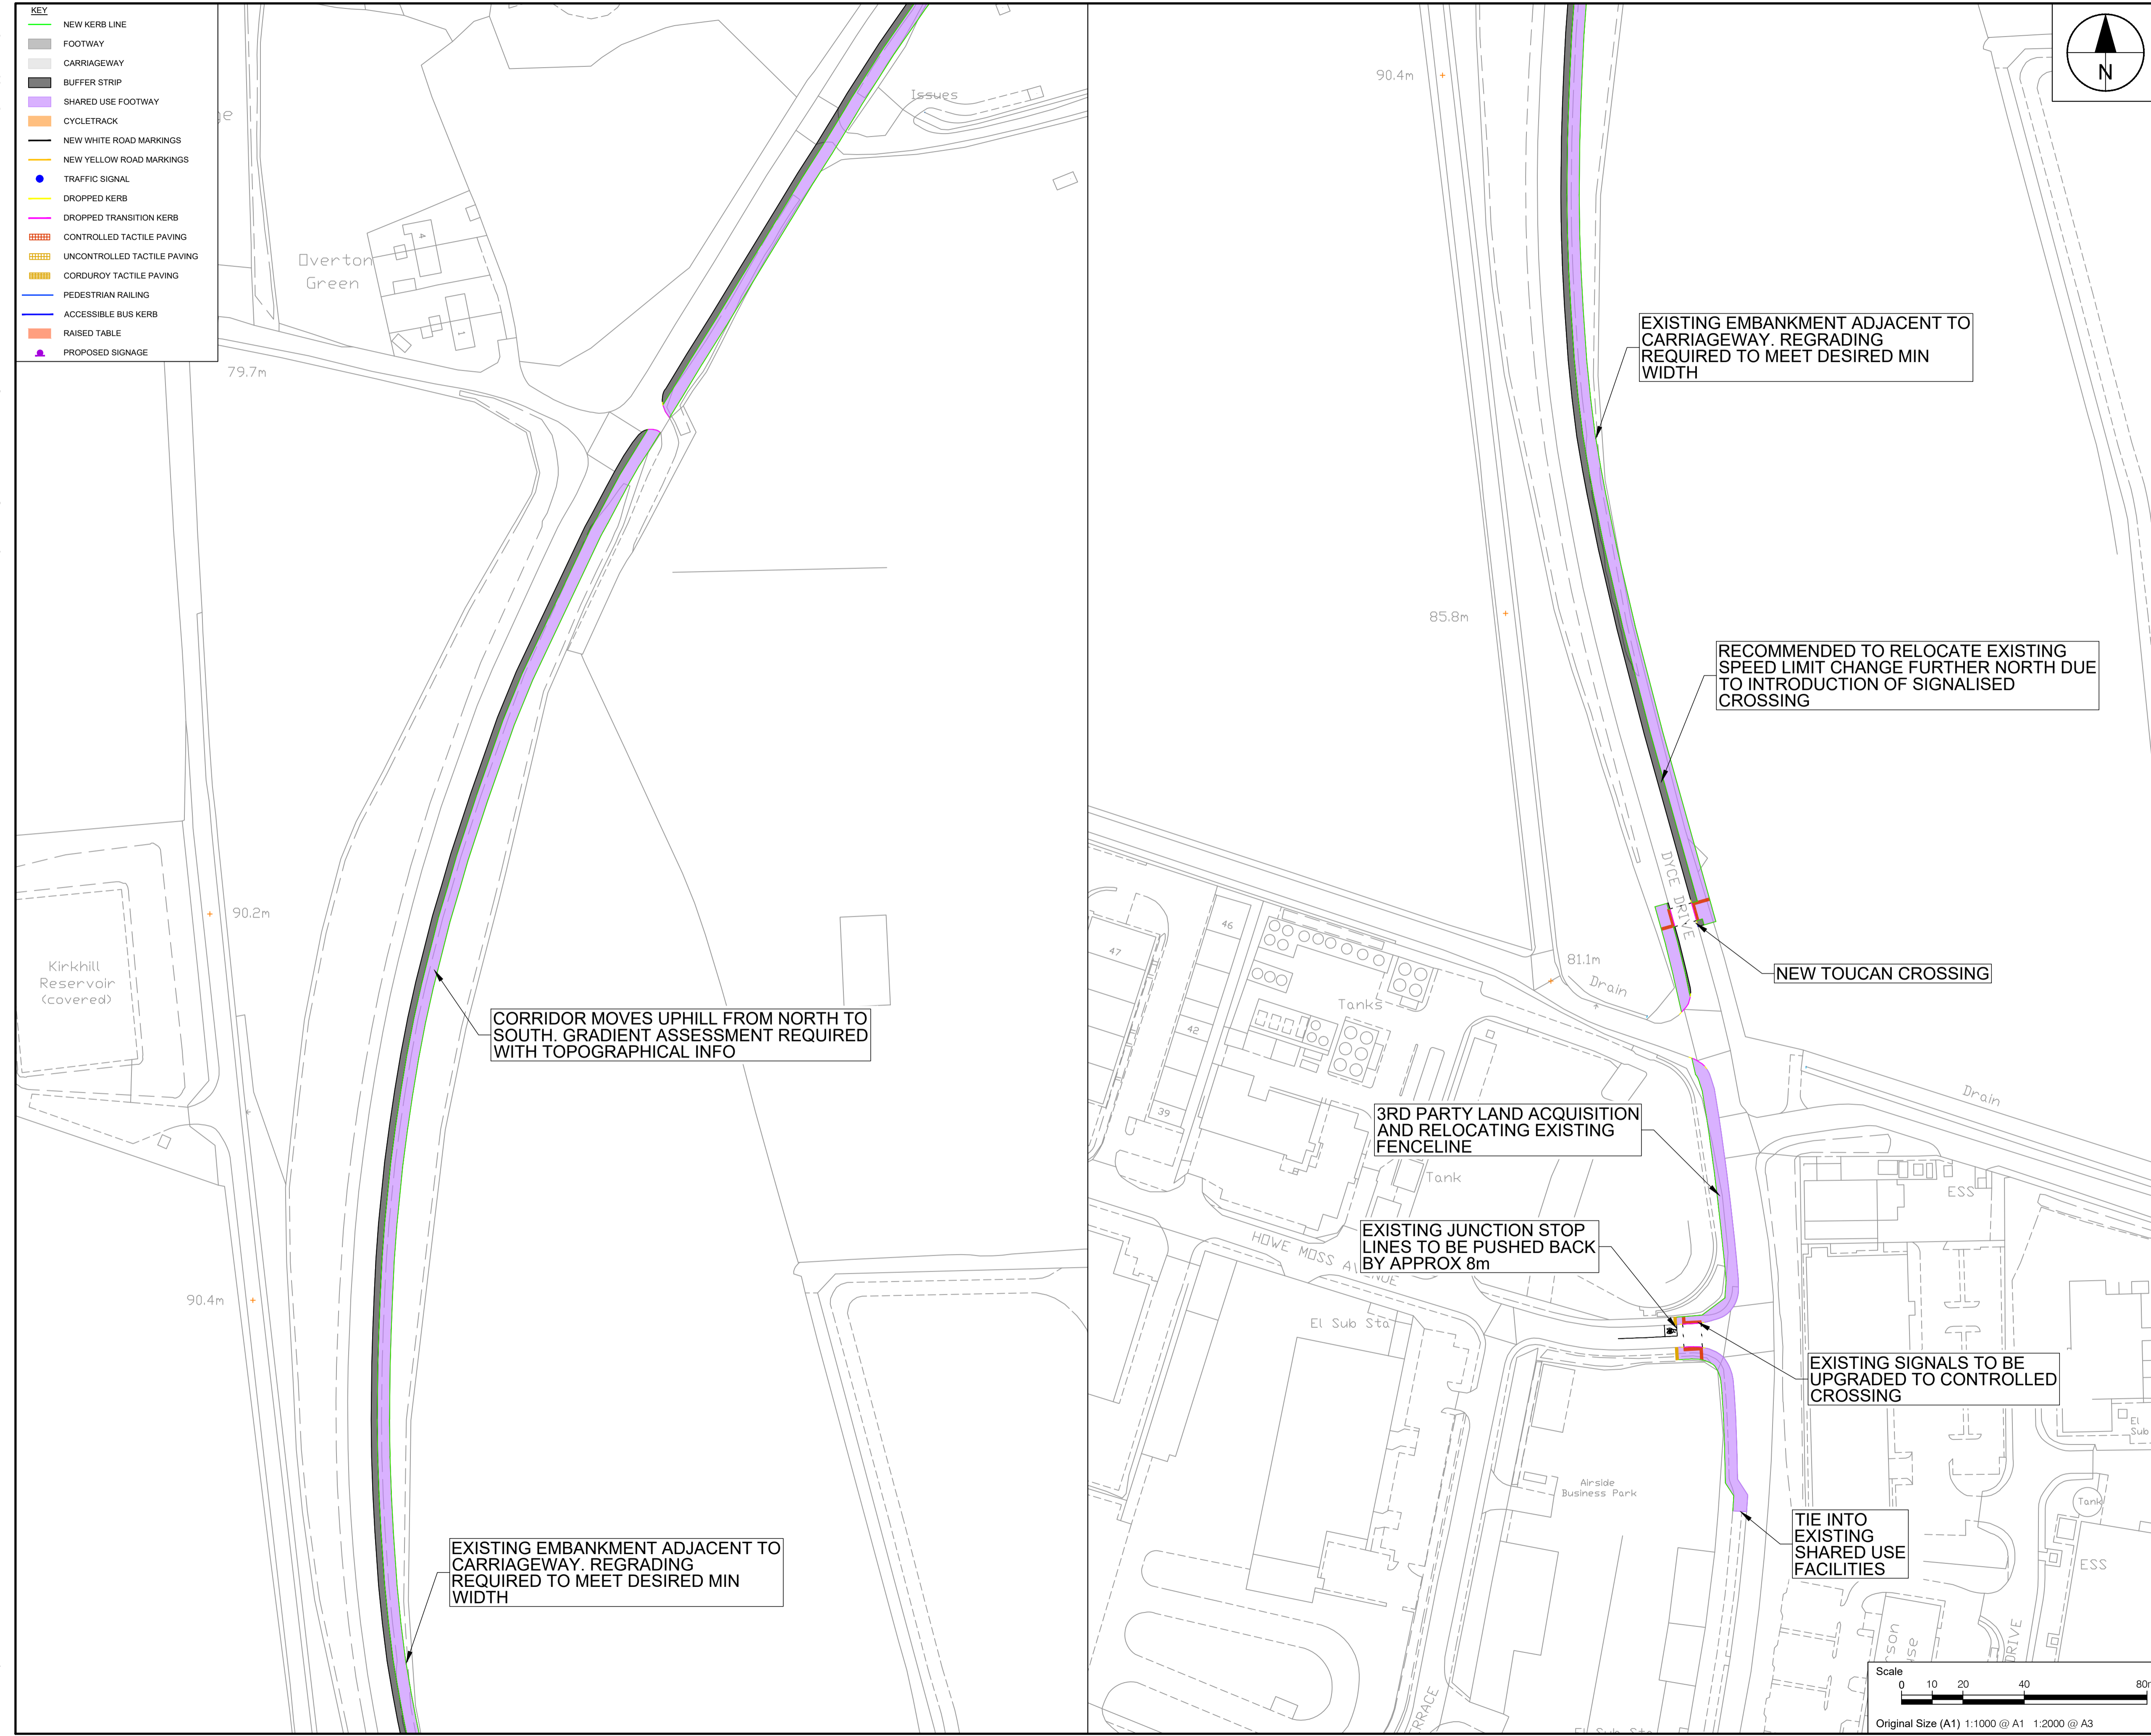 KEY
NEW KERB LINE
FOOTWAY
CARRIAGEWAY
BUFFER STRIP
SHARED USE FOOTWAY
CYCLETRACK
NEW WHITE ROAD MARKINGS
NEW YELLOW ROAD MARKINGS
TRAFFIC SIGNAL
DROPPED KERB
DROPPED TRANSITION KERB
CONTROLLED TACTILE PAVING
UNCONTROLLED TACTILE PAVING
CORDUROY TACTILE PAVING
PEDESTRIAN RAILING
ACCESSIBLE BUS KERB
RAISED TABLE
PROPOSED SIGNAGE
Issues
4
Overton
Green
1
79.7m
90.2m
Kirkhill
Reservoir
(covered)
CORRIDOR MOVES UPHILL FROM NORTH TO
SOUTH. GRADIENT ASSESSMENT REQUIRED
WITH TOPOGRAPHICAL INFO
90.4m
EXISTING EMBANKMENT ADJACENT TO
CARRIAGEWAY. REGRADING
REQUIRED TO MEET DESIRED MIN
WIDTH
N
90.4m
EXISTING EMBANKMENT ADJACENT TO
CARRIAGEWAY. REGRADING
REQUIRED TO MEET DESIRED MIN
WIDTH
85.8m
RECOMMENDED TO RELOCATE EXISTING
SPEED LIMIT CHANGE FURTHER NORTH DUE
TO INTRODUCTION OF SIGNALISED
CROSSING
DYCE DRIVE
46
47
81.1m
Drain
NEW TOUCAN CROSSING
Tanks
42
39
Drain
3RD PARTY LAND ACQUISITION
AND RELOCATING EXISTING
FENCELINE
Tank
ESS
EXISTING JUNCTION STOP
LINES TO BE PUSHED BACK
BY APPROX 8m
HOWE MOSS AVENUE
El Sub Sta
EXISTING SIGNALS TO BE
UPGRADED TO CONTROLLED
CROSSING
El
Sub
Airside
Business Park
Tank
TIE INTO
EXISTING
SHARED USE
FACILITIES
ESS
DRIVE
Scale
0 10 20 40 80m
Original Size (A1) 1:1000 @ A1 1:2000 @ A3